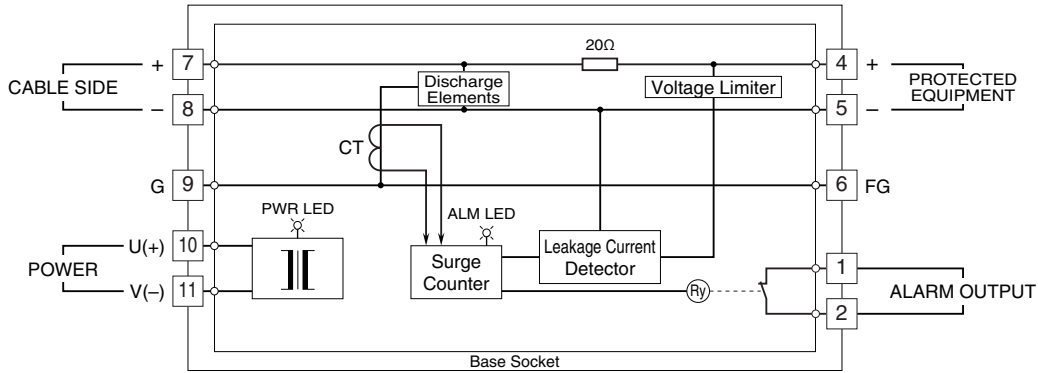 20Ω
+ 7
4 +
CABLE SIDE
Discharge
Elements
Voltage Limiter
PROTECTED
EQUIPMENT
– 8
5 –
CT
G 9
6 FG
PWR LED
ALM LED
U(+) 10
POWER
V(–) 11
Surge
Counter
Leakage Current
Detector
Ry
1
ALARM OUTPUT
2
Base Socket